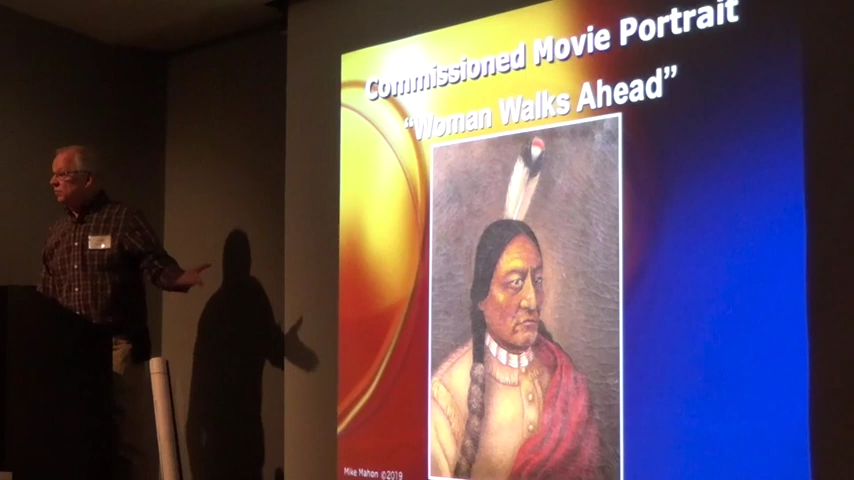 Commissioned Movie Portrait
“Woman Walks Ahead”
Mike Mahon ©2019